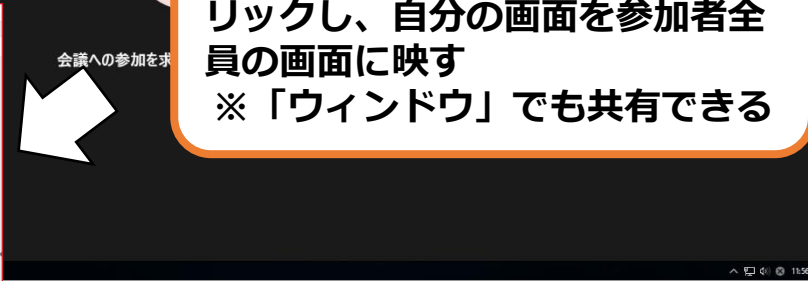 リックし、自分の画面を参加者全
会議への参加を求
員の画面に映す
※「ウィンドウ」でも共有できる
11:56